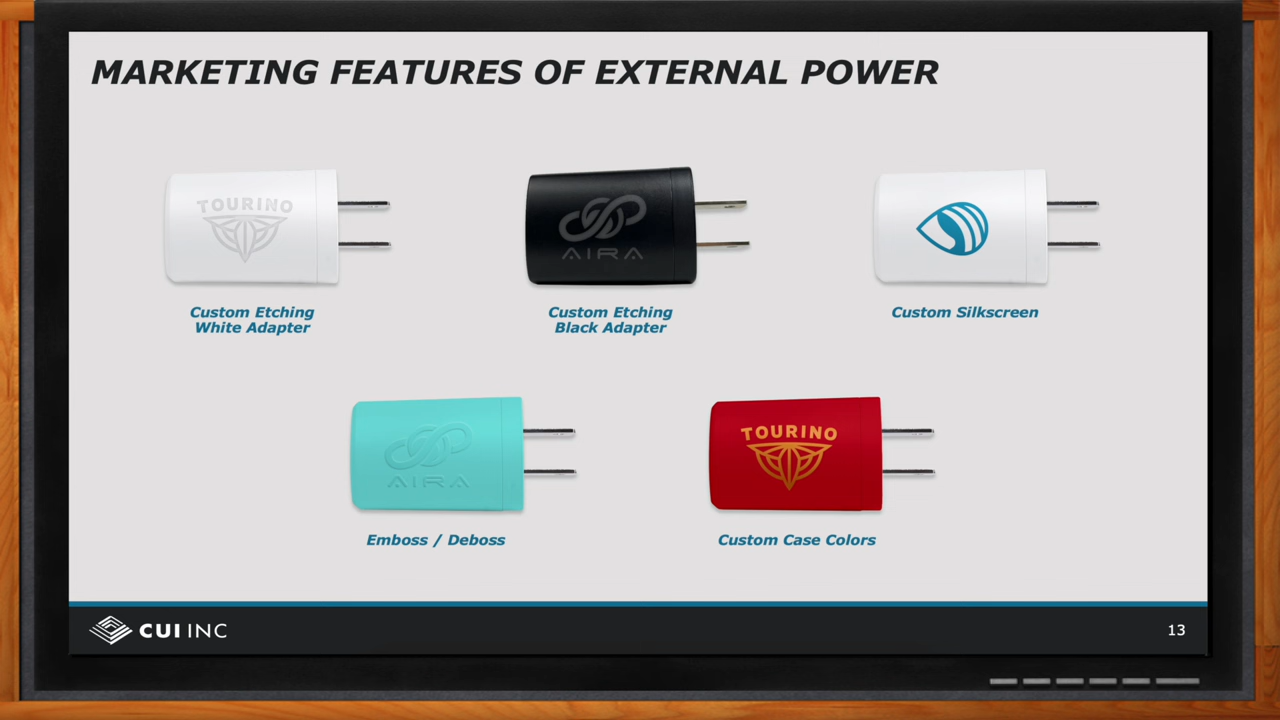 MARKETING FEATURES OF EXTERNAL POWER
TOURINO
AIRA
Custom Etching
White Adapter
Custom Etching
Black Adapter
Custom Silkscreen
AIRA
TOURINO
Emboss / Deboss
Custom Case Colors
CUI INC
13